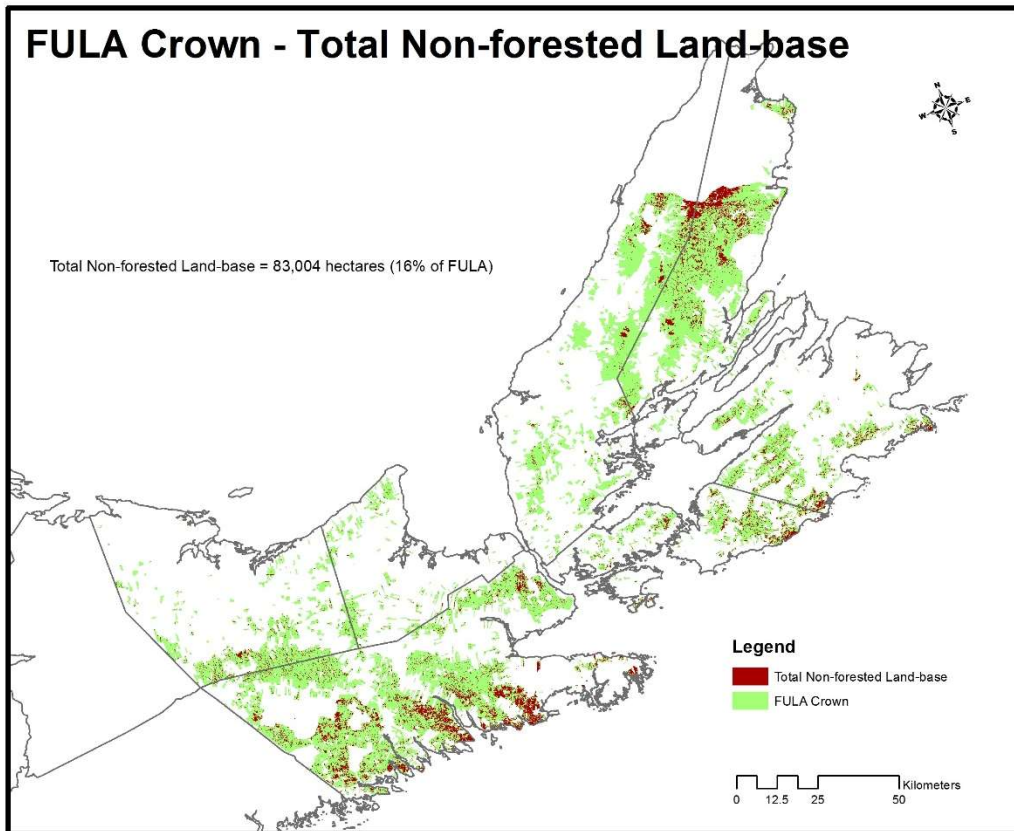 FULA Crown - Total Non-forested Land-base
N
W E
S
Total Non-forested Land-base = 83,004 hectares (16% of FULA)
Legend
Total Non-forested Land-base
FULA Crown
Kilometers
0 12.5 25 50